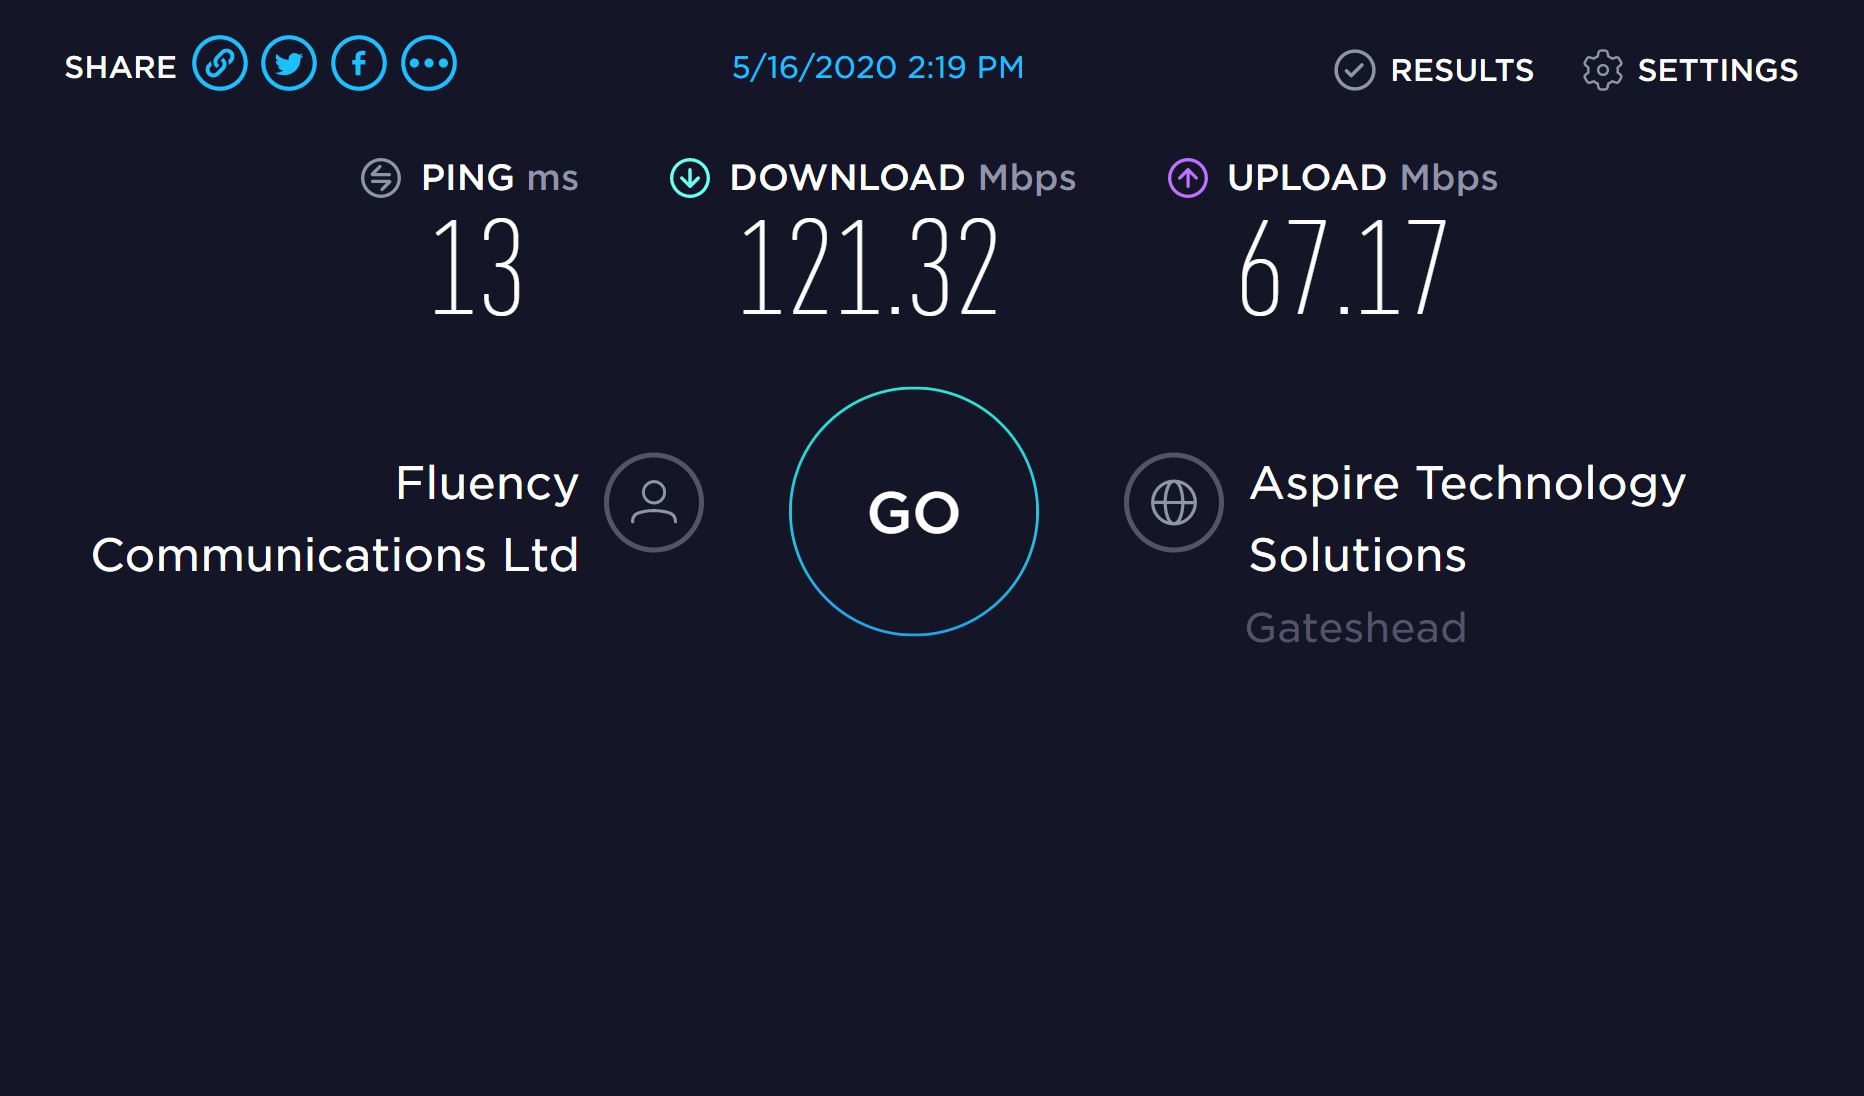 SHARE 5/16/2020 2:19 PM RESULTS SETTINGS
PING ms DOWNLOAD Mbps UPLOAD Mbps
13 121.32 67.17
Fluency
Communications Ltd
GO
Aspire Technology
Solutions
Gateshead